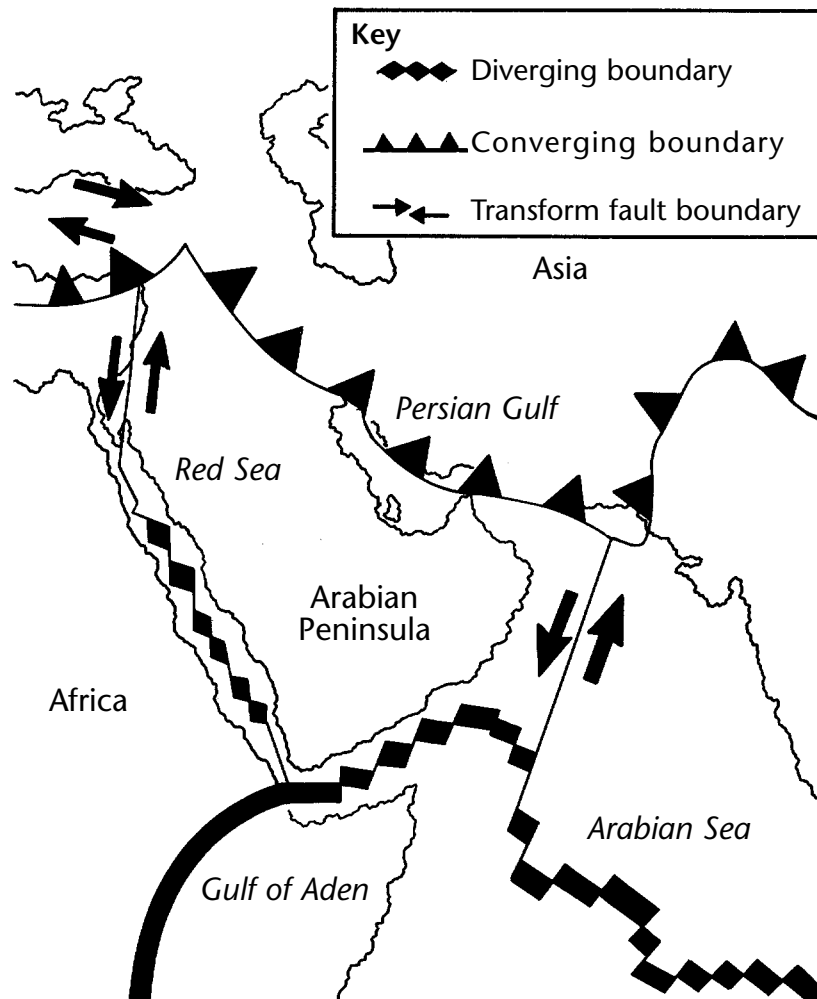 Key
Diverging boundary
Converging boundary
Transform fault boundary
Asia
Persian Gulf
Red Sea
Arabian
Peninsula
Africa
Arabian Sea
Gulf of Aden